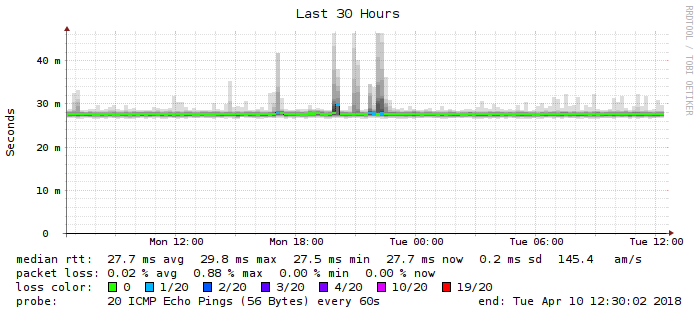 Last 30 Hours
RRDTOOL / TOBI OETIKER
Seconds
40 m
30 m
20 m
10 m
0
Mon 12:00 Mon 18:00 Tue 00:00 Tue 06:00 Tue 12:00
median rtt: 27.7 ms avg 29.8 ms max 27.5 ms min 27.7 ms now 0.2 ms sd 145.4 am/s
packet loss: 0.02 % avg 0.88 % max 0.00 % min 0.00 % now
loss color: 0 1/20 2/20 3/20 4/20 10/20 19/20
probe: 20 ICMP Echo Pings (56 Bytes) every 60s end: Tue Apr 10 12:30:02 2018